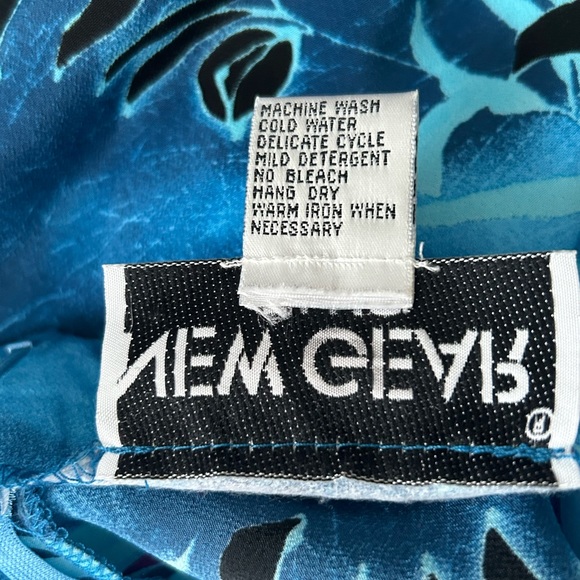 MACHINE WASH
COLD WATER
DELICATE CYCLE
MILD DETERGENT
NO BLEACH
HANG DRY
WARM IRON WHEN
NECESSARY
NEW GEAR
®